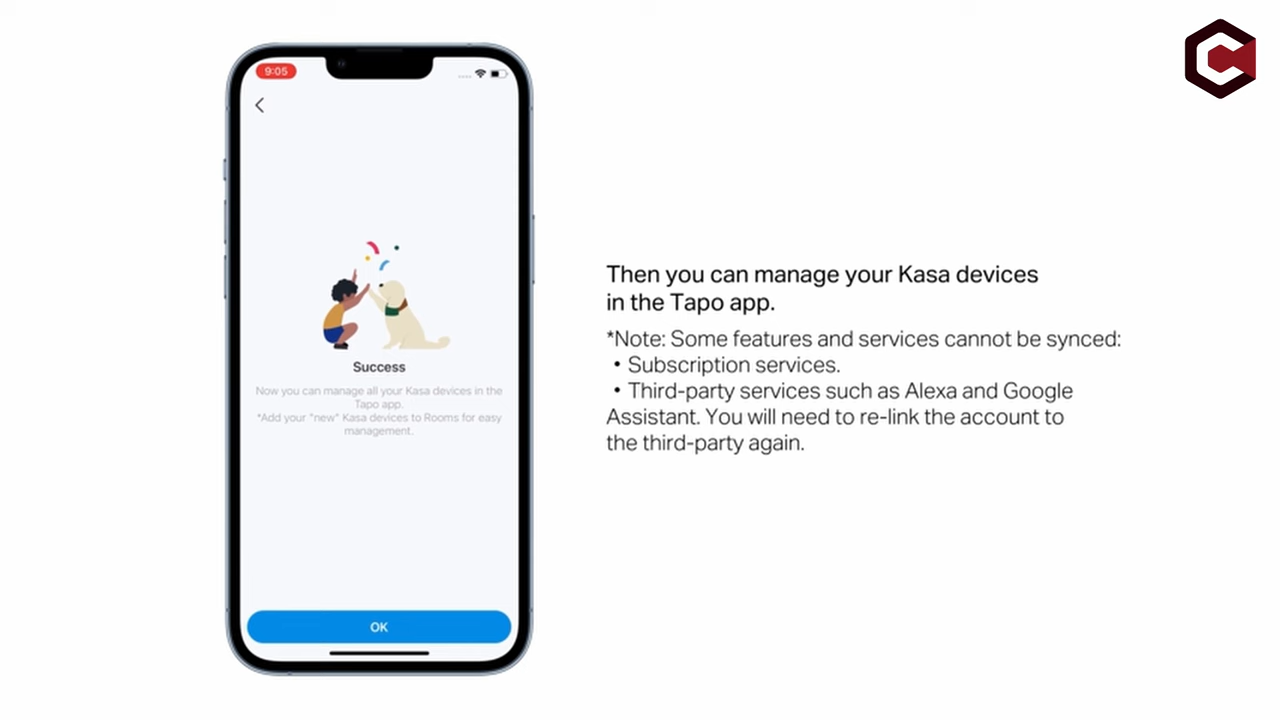 9:05
Success
Now you can manage all your Kasa devices in the
Tapo app.
*Add your "new" Kasa devices to Rooms for easy
management.
OK
Then you can manage your Kasa devices
in the Tapo app.
*Note: Some features and services cannot be synced:
• Subscription services.
• Third-party services such as Alexa and Google
Assistant. You will need to re-link the account to
the third-party again.